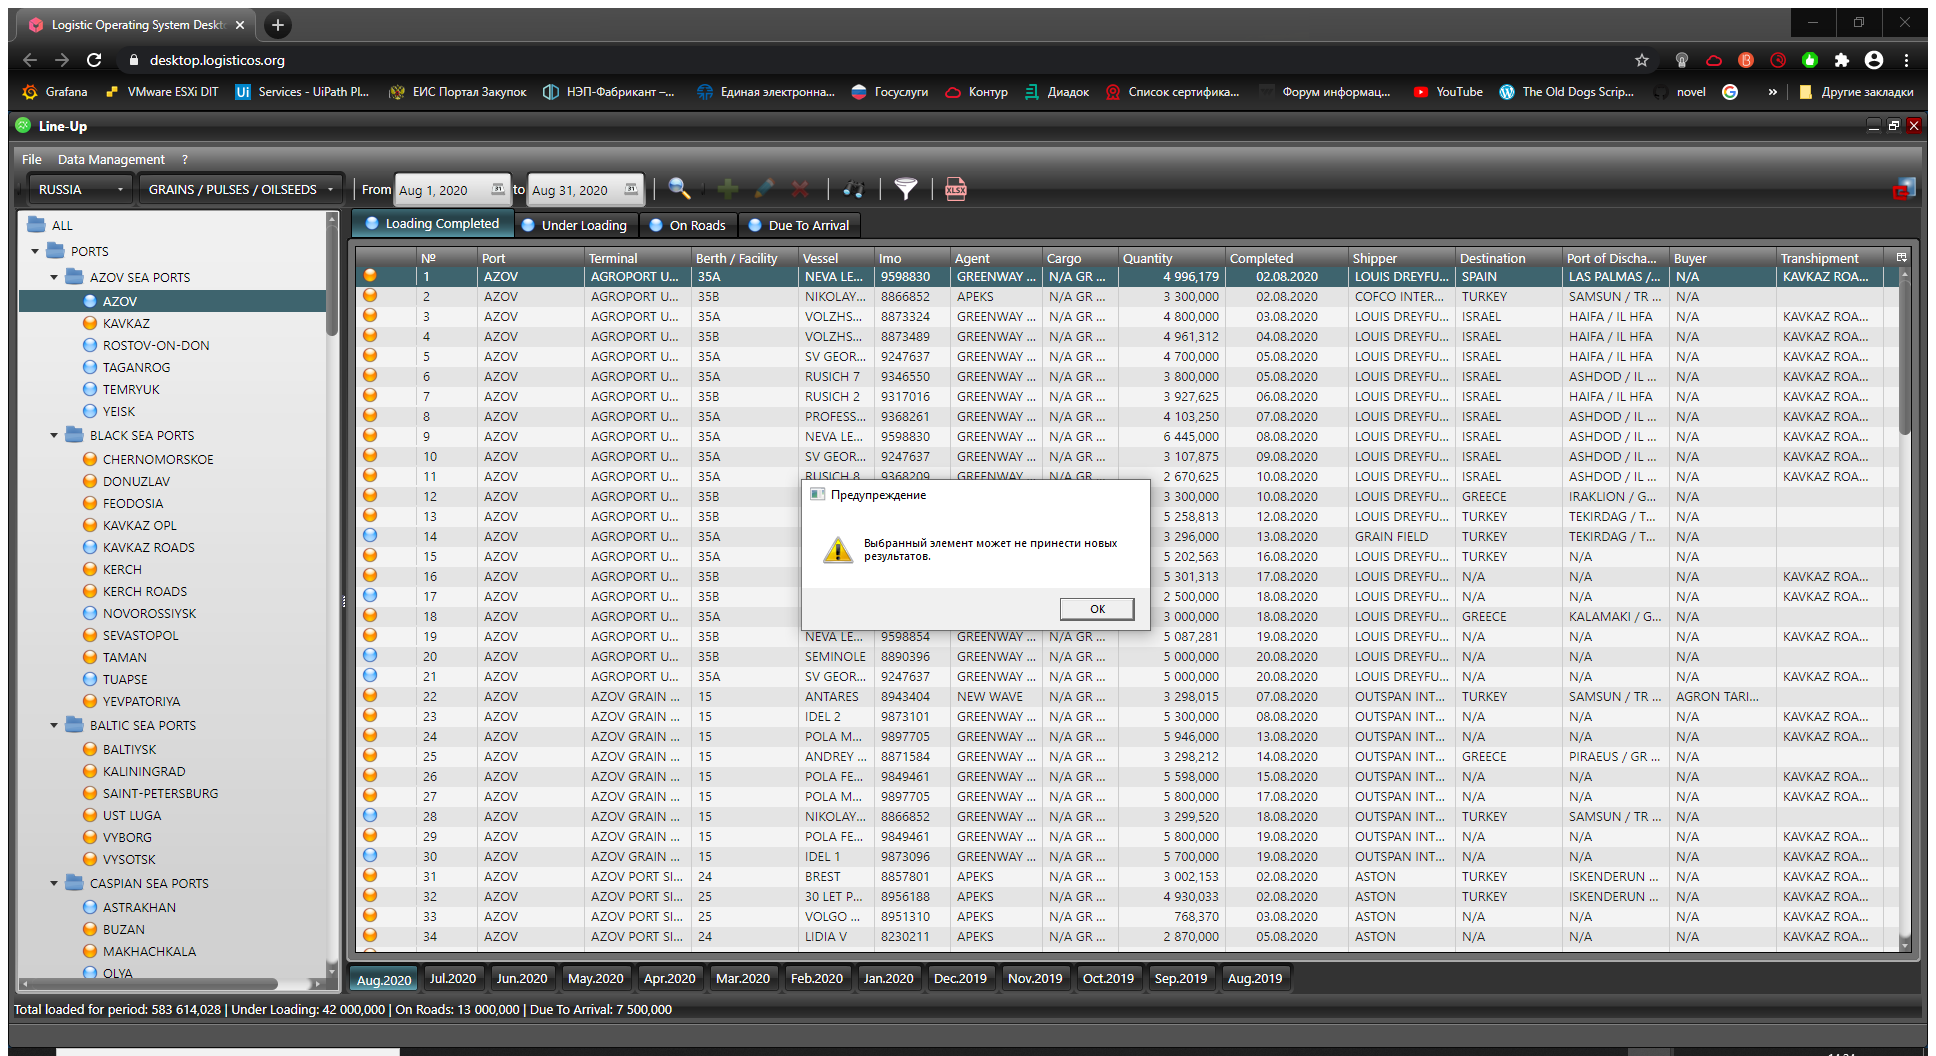 Logistic Operating System Deskt
desktop.logisticos.org
Grafana VMware ESXi DIT Services - UiPath Pl... ЕИС Портал Закупок НЭП-Фабрикант –... Единая электронна... Госуслуги Контур Диадок Список сертифика... Форум информац... YouTube The Old Dogs Scrip... novel » Другие закладки
Line-Up
File Data Management ?
RUSSIA GRAINS / PULSES / OILSEEDS From Aug 1, 2020 to Aug 31, 2020 XLSX
Loading Completed Under Loading On Roads Due To Arrival
ALL
PORTS
AZOV SEA PORTS
AZOV
KAVKAZ
ROSTOV-ON-DON
TAGANROG
TEMRYUK
YEISK
BLACK SEA PORTS
CHERNOMORSKOE
DONUZLAV
FEODOSIA
KAVKAZ OPL
KAVKAZ ROADS
KERCH
KERCH ROADS
NOVOROSSIYSK
SEVASTOPOL
TAMAN
TUAPSE
YEVPATORIYA
BALTIC SEA PORTS
BALTIYSK
KALININGRAD
SAINT-PETERSBURG
UST LUGA
VYBORG
VYSOTSK
CASPIAN SEA PORTS
ASTRAKHAN
BUZAN
MAKHACHKALA
OLYA
№ Port Terminal Berth / Facility Vessel Imo Agent Cargo Quantity Completed Shipper Destination Port of Discha... Buyer Transhipment
1 AZOV AGROPORT U... 35A NEVA LE... 9598830 GREENWAY ... N/A GR ... 4 996,179 02.08.2020 LOUIS DREYFU... SPAIN LAS PALMAS /... N/A KAVKAZ ROA...
2 AZOV AGROPORT U... 35B NIKOLAY... 8866852 APEKS N/A GR ... 3 300,000 02.08.2020 COFCO INTER... TURKEY SAMSUN / TR ... N/A
3 AZOV AGROPORT U... 35A VOLZHS... 8873324 GREENWAY ... N/A GR ... 4 800,000 03.08.2020 LOUIS DREYFU... ISRAEL HAIFA / IL HFA N/A KAVKAZ ROA...
4 AZOV AGROPORT U... 35B VOLZHS... 8873489 GREENWAY ... N/A GR ... 4 961,312 04.08.2020 LOUIS DREYFU... ISRAEL HAIFA / IL HFA N/A KAVKAZ ROA...
5 AZOV AGROPORT U... 35A SV GEOR... 9247637 GREENWAY ... N/A GR ... 4 700,000 05.08.2020 LOUIS DREYFU... ISRAEL HAIFA / IL HFA N/A KAVKAZ ROA...
6 AZOV AGROPORT U... 35A RUSICH 7 9346550 GREENWAY ... N/A GR ... 3 800,000 05.08.2020 LOUIS DREYFU... ISRAEL ASHDOD / IL ... N/A KAVKAZ ROA...
7 AZOV AGROPORT U... 35B RUSICH 2 9317016 GREENWAY ... N/A GR ... 3 927,625 06.08.2020 LOUIS DREYFU... ISRAEL HAIFA / IL HFA N/A KAVKAZ ROA...
8 AZOV AGROPORT U... 35A PROFESS... 9368261 GREENWAY ... N/A GR ... 4 103,250 07.08.2020 LOUIS DREYFU... ISRAEL ASHDOD / IL ... N/A KAVKAZ ROA...
9 AZOV AGROPORT U... 35A NEVA LE... 9598830 GREENWAY ... N/A GR ... 6 445,000 08.08.2020 LOUIS DREYFU... ISRAEL ASHDOD / IL ... N/A KAVKAZ ROA...
10 AZOV AGROPORT U... 35A SV GEOR... 9247637 GREENWAY ... N/A GR ... 3 107,875 09.08.2020 LOUIS DREYFU... ISRAEL ASHDOD / IL ... N/A KAVKAZ ROA...
11 AZOV AGROPORT U... 35A RUSICH 8 9368209 GREENWAY ... N/A GR ... 2 670,625 10.08.2020 LOUIS DREYFU... ISRAEL ASHDOD / IL ... N/A KAVKAZ ROA...
12 AZOV AGROPORT U... 35B 3 300,000 10.08.2020 LOUIS DREYFU... GREECE IRAKLION / G... N/A
13 AZOV AGROPORT U... 35B 5 258,813 12.08.2020 LOUIS DREYFU... TURKEY TEKIRDAG / T... N/A
14 AZOV AGROPORT U... 35A 3 296,000 13.08.2020 GRAIN FIELD TURKEY TEKIRDAG / T... N/A
15 AZOV AGROPORT U... 35A 5 202,563 16.08.2020 LOUIS DREYFU... TURKEY N/A N/A
16 AZOV AGROPORT U... 35B 5 301,313 17.08.2020 LOUIS DREYFU... N/A N/A N/A KAVKAZ ROA...
17 AZOV AGROPORT U... 35B 2 500,000 18.08.2020 LOUIS DREYFU... N/A N/A N/A KAVKAZ ROA...
18 AZOV AGROPORT U... 35A 3 000,000 18.08.2020 LOUIS DREYFU... GREECE KALAMAKI / G... N/A
19 AZOV AGROPORT U... 35B NEVA LE... 9598854 GREENWAY ... N/A GR ... 5 087,281 19.08.2020 LOUIS DREYFU... N/A N/A N/A KAVKAZ ROA...
20 AZOV AGROPORT U... 35B SEMINOLE 8890396 GREENWAY ... N/A GR ... 5 000,000 20.08.2020 LOUIS DREYFU... N/A N/A N/A
21 AZOV AGROPORT U... 35A SV GEOR... 9247637 GREENWAY ... N/A GR ... 5 000,000 20.08.2020 LOUIS DREYFU... N/A N/A N/A KAVKAZ ROA...
22 AZOV AZOV GRAIN ... 15 ANTARES 8943404 NEW WAVE N/A GR ... 3 298,015 07.08.2020 OUTSPAN INT... TURKEY SAMSUN / TR ... AGRON TARI...
23 AZOV AZOV GRAIN ... 15 IDEL 2 9873101 GREENWAY ... N/A GR ... 5 300,000 08.08.2020 OUTSPAN INT... N/A N/A N/A KAVKAZ ROA...
24 AZOV AZOV GRAIN ... 15 POLA M... 9897705 GREENWAY ... N/A GR ... 5 946,000 13.08.2020 OUTSPAN INT... N/A N/A N/A KAVKAZ ROA...
25 AZOV AZOV GRAIN ... 15 ANDREY ... 8871584 GREENWAY ... N/A GR ... 3 298,212 14.08.2020 OUTSPAN INT... GREECE PIRAEUS / GR ... N/A
26 AZOV AZOV GRAIN ... 15 POLA FE... 9849461 GREENWAY ... N/A GR ... 5 598,000 15.08.2020 OUTSPAN INT... N/A N/A N/A KAVKAZ ROA...
27 AZOV AZOV GRAIN ... 15 POLA M... 9897705 GREENWAY ... N/A GR ... 5 800,000 17.08.2020 OUTSPAN INT... N/A N/A N/A KAVKAZ ROA...
28 AZOV AZOV GRAIN ... 15 NIKOLAY... 8866852 GREENWAY ... N/A GR ... 3 299,520 18.08.2020 OUTSPAN INT... TURKEY SAMSUN / TR ... N/A
29 AZOV AZOV GRAIN ... 15 POLA FE... 9849461 GREENWAY ... N/A GR ... 5 800,000 19.08.2020 OUTSPAN INT... N/A N/A N/A KAVKAZ ROA...
30 AZOV AZOV GRAIN ... 15 IDEL 1 9873096 GREENWAY ... N/A GR ... 5 700,000 19.08.2020 OUTSPAN INT... N/A N/A N/A KAVKAZ ROA...
31 AZOV AZOV PORT SI... 24 BREST 8857801 APEKS N/A GR ... 3 002,153 02.08.2020 ASTON TURKEY ISKENDERUN ... N/A KAVKAZ ROA...
32 AZOV AZOV PORT SI... 25 30 LET P... 8956188 APEKS N/A GR ... 4 930,033 02.08.2020 ASTON TURKEY ISKENDERUN ... N/A KAVKAZ ROA...
33 AZOV AZOV PORT SI... 25 VOLGO ... 8951310 APEKS N/A GR ... 768,370 03.08.2020 ASTON N/A N/A N/A KAVKAZ ROA...
34 AZOV AZOV PORT SI... 24 LIDIA V 8230211 APEKS N/A GR ... 2 870,000 05.08.2020 ASTON N/A N/A N/A KAVKAZ ROA...
Предупреждение
Выбранный элемент может не принести новых
результатов.
OK
Aug.2020 Jul.2020 Jun.2020 May.2020 Apr.2020 Mar.2020 Feb.2020 Jan.2020 Dec.2019 Nov.2019 Oct.2019 Sep.2019 Aug.2019
Total loaded for period: 583 614,028 | Under Loading: 42 000,000 | On Roads: 13 000,000 | Due To Arrival: 7 500,000